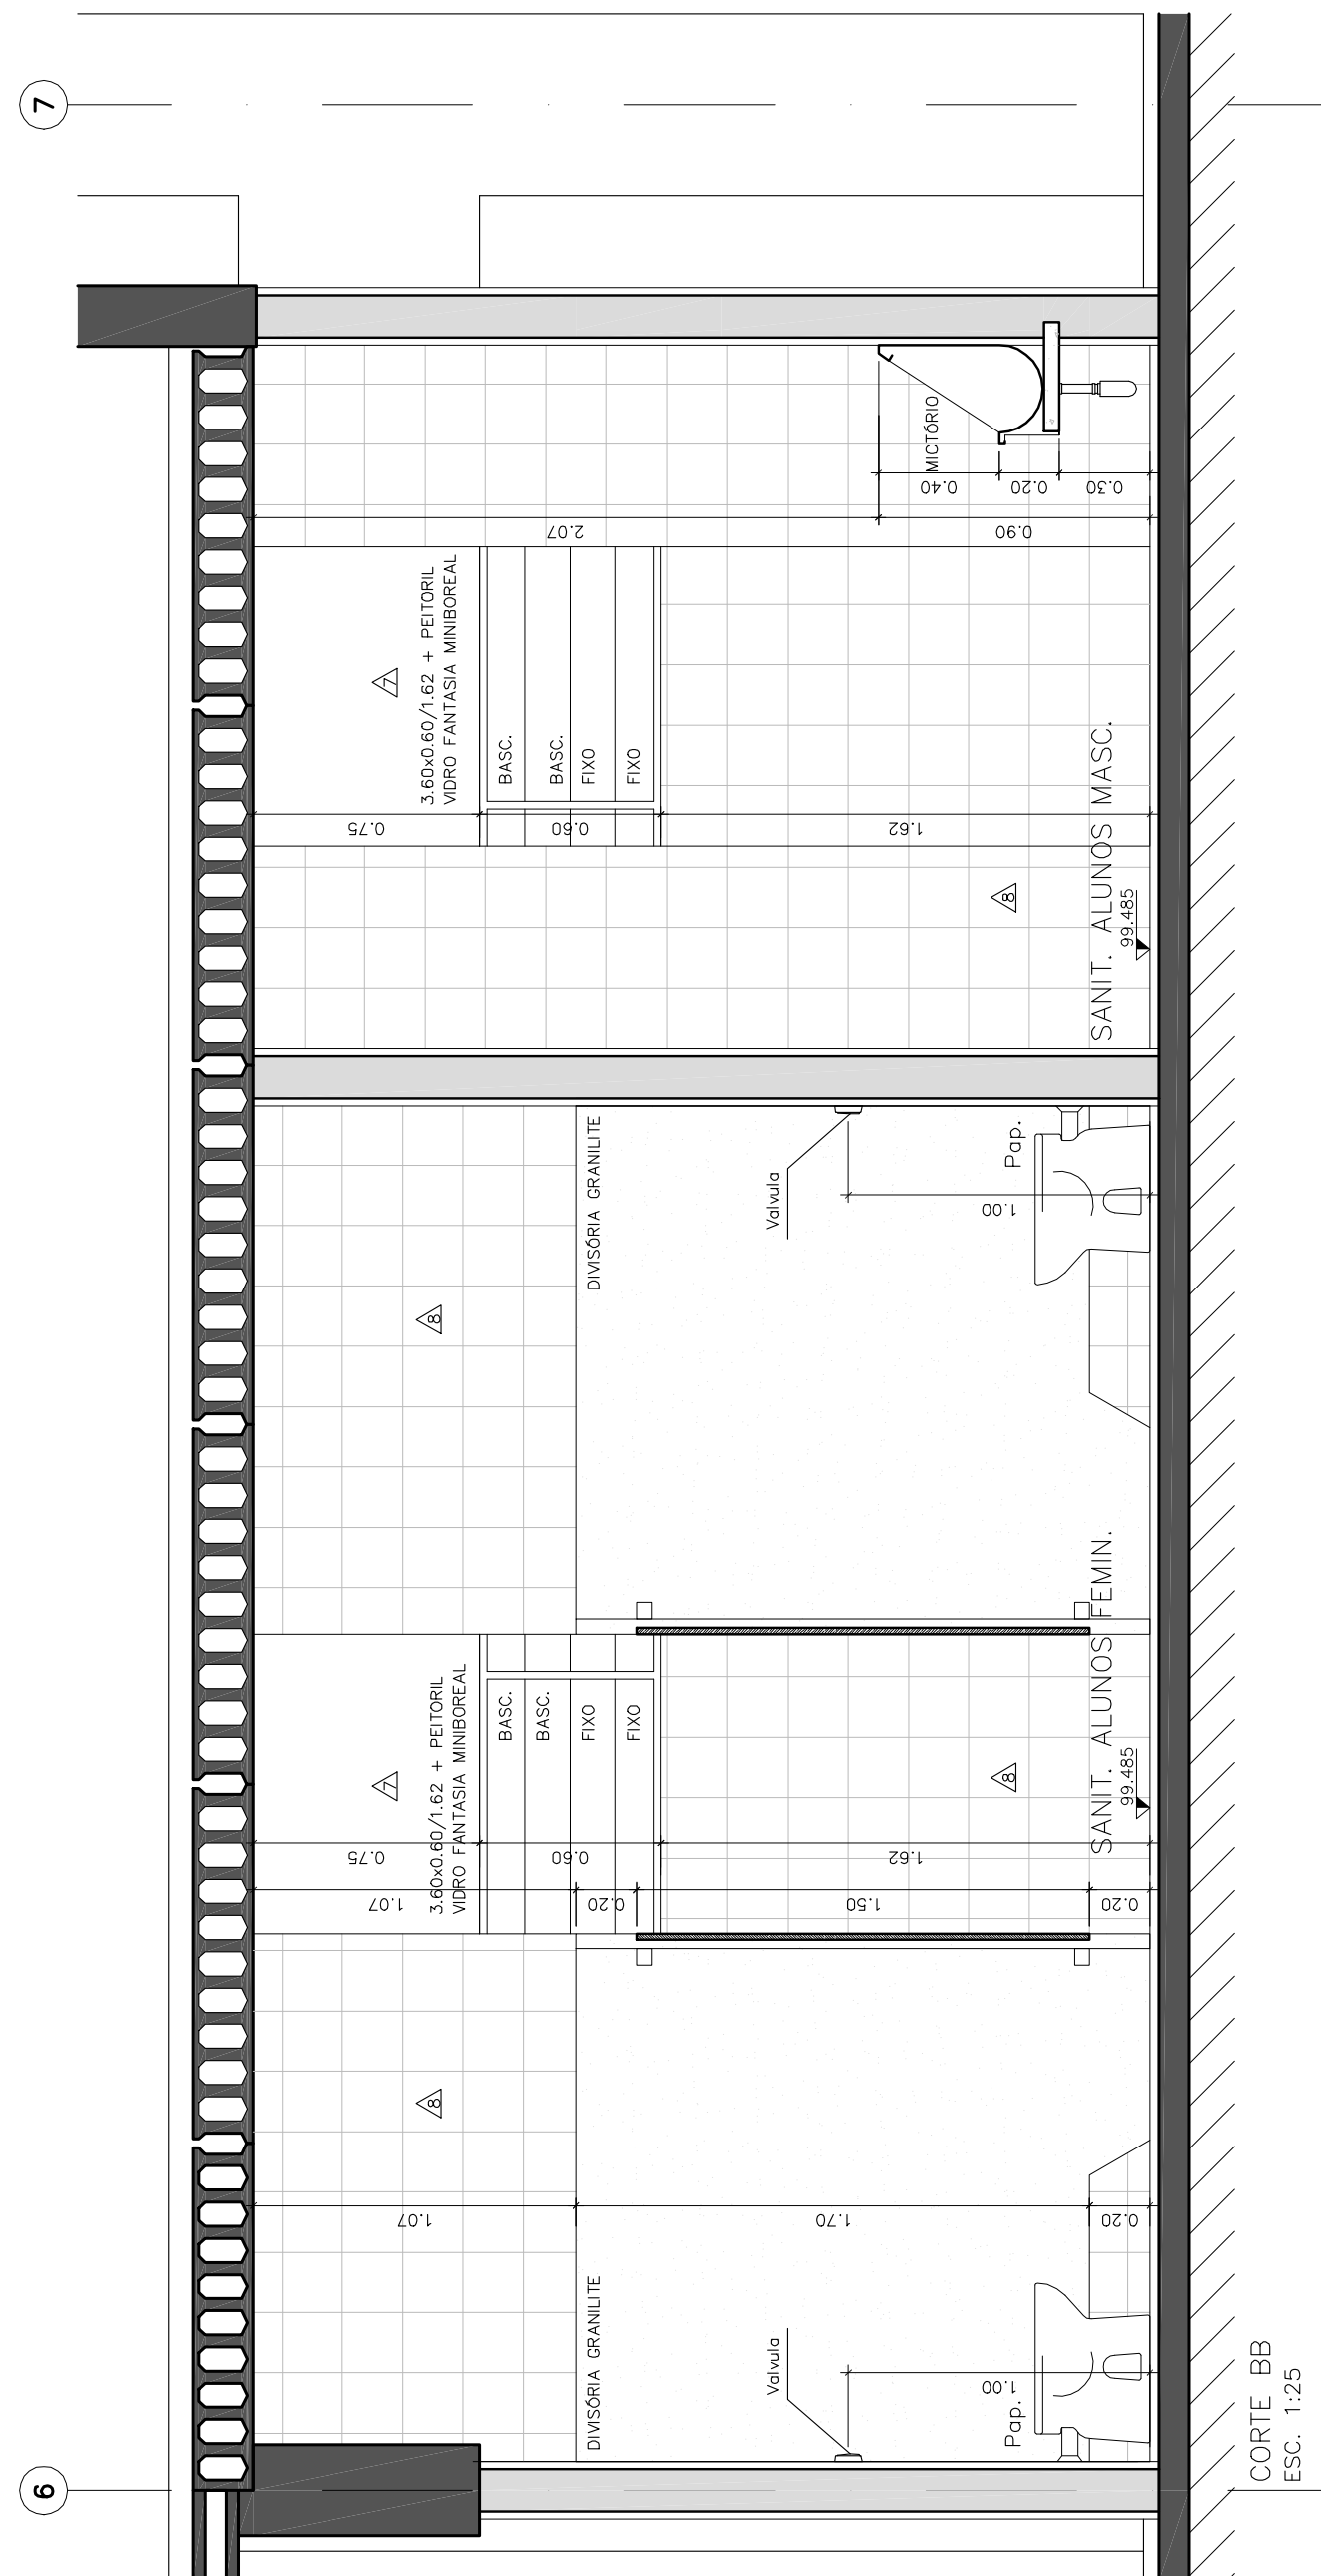 6
7
1.07
DIVISÓRIA GRANILITE
1.70
0.20
Valvula
1.00
Pap.
8
7
3.60x0.60/1.62 + PEITORIL
VIDRO FANTASIA MINIBOREAL
BASC.
BASC.
FIXO
FIXO
0.75
0.60
1.62
1.07
0.20
1.50
0.20
8
SANIT. ALUNOS FEMIN.
99.485
8
DIVISÓRIA GRANILITE
Valvula
1.00
Pap.
7
3.60x0.60/1.62 + PEITORIL
VIDRO FANTASIA MINIBOREAL
BASC.
BASC.
FIXO
FIXO
0.75
0.60
1.62
8
SANIT. ALUNOS MASC.
99.485
2.07
0.90
MICTÓRIO
0.40
0.20
0.30
CORTE BB
ESC. 1:25